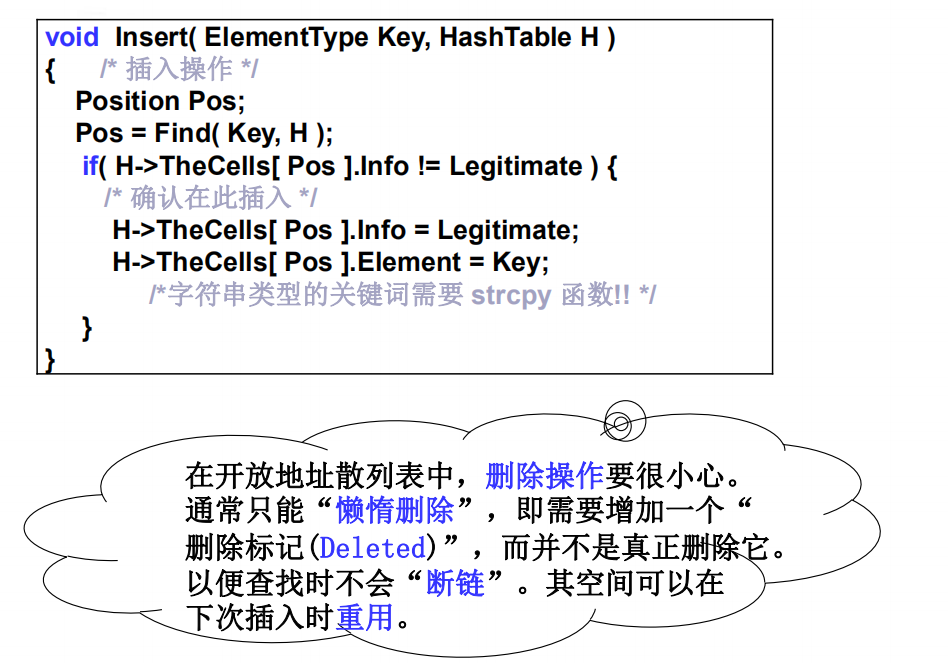 void Insert( ElementType Key, HashTable H )
{ /* 插入操作 */
Position Pos;
Pos = Find( Key, H );
if( H->TheCells[ Pos ].Info != Legitimate ) {
/* 确认在此插入 */
H->TheCells[ Pos ].Info = Legitimate;
H->TheCells[ Pos ].Element = Key;
/*字符串类型的关键词需要 strcpy 函数!! */
}
}
在开放地址散列表中，删除操作要很小心。
通常只能“懒惰删除”，即需要增加一个“
删除标记(Deleted)”，而并不是真正删除它。
以便查找时不会“断链”。其空间可以在
下次插入时重用。